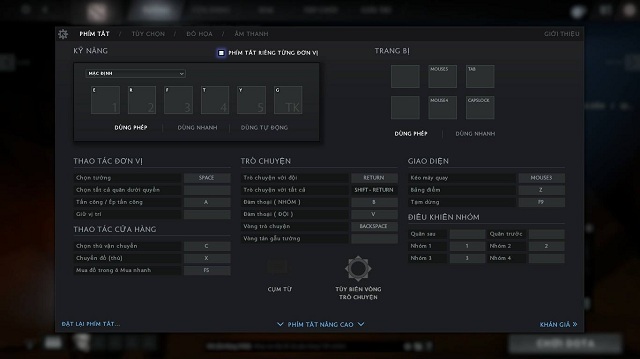 PHÍM TẮT / TÙY CHỌN / ĐỒ HỌA / ÂM THANH
GIỚI THIỆU
KỸ NĂNG
PHÍM TẮT RIÊNG TỪNG ĐƠN VỊ
MẶC ĐỊNH
E R F T Y G
1 2 3 4 5 TK
DÙNG PHÉP DÙNG NHANH DÙNG TỰ ĐỘNG
TRANG BỊ
MOUSE5 TAB
MOUSE4 CAPSLOCK
DÙNG PHÉP DÙNG NHANH
THAO TÁC ĐƠN VỊ
Chọn tướng SPACE
Chọn tất cả quân dưới quyền
Tấn công / Ép tấn công A
Giữ vị trí
THAO TÁC CỬA HÀNG
Chọn thú vận chuyển C
Chuyển đồ (thú) X
Mua đồ trong ô Mua nhanh F5
TRÒ CHUYỆN
Trò chuyện với đội RETURN
Trò chuyện với tất cả SHIFT - RETURN
Đàm thoại ( NHÓM ) B
Đàm thoại ( ĐỘI ) V
Vòng trò chuyện BACKSPACE
Vòng tán gẫu tướng
CỤM TỪ
TÙY BIẾN VÒNG
TRÒ CHUYỆN
GIAO DIỆN
Kéo máy quay MOUSE3
Bảng điểm Z
Tạm dừng F9
ĐIỀU KHIỂN NHÓM
Quân sau Quân trước
Nhóm 1 1 Nhóm 2 2
Nhóm 3 3 Nhóm 4
ĐẶT LẠI PHÍM TẮT...
PHÍM TẮT NÂNG CAO
KHÁN GIẢ »
CHƠI DOTA